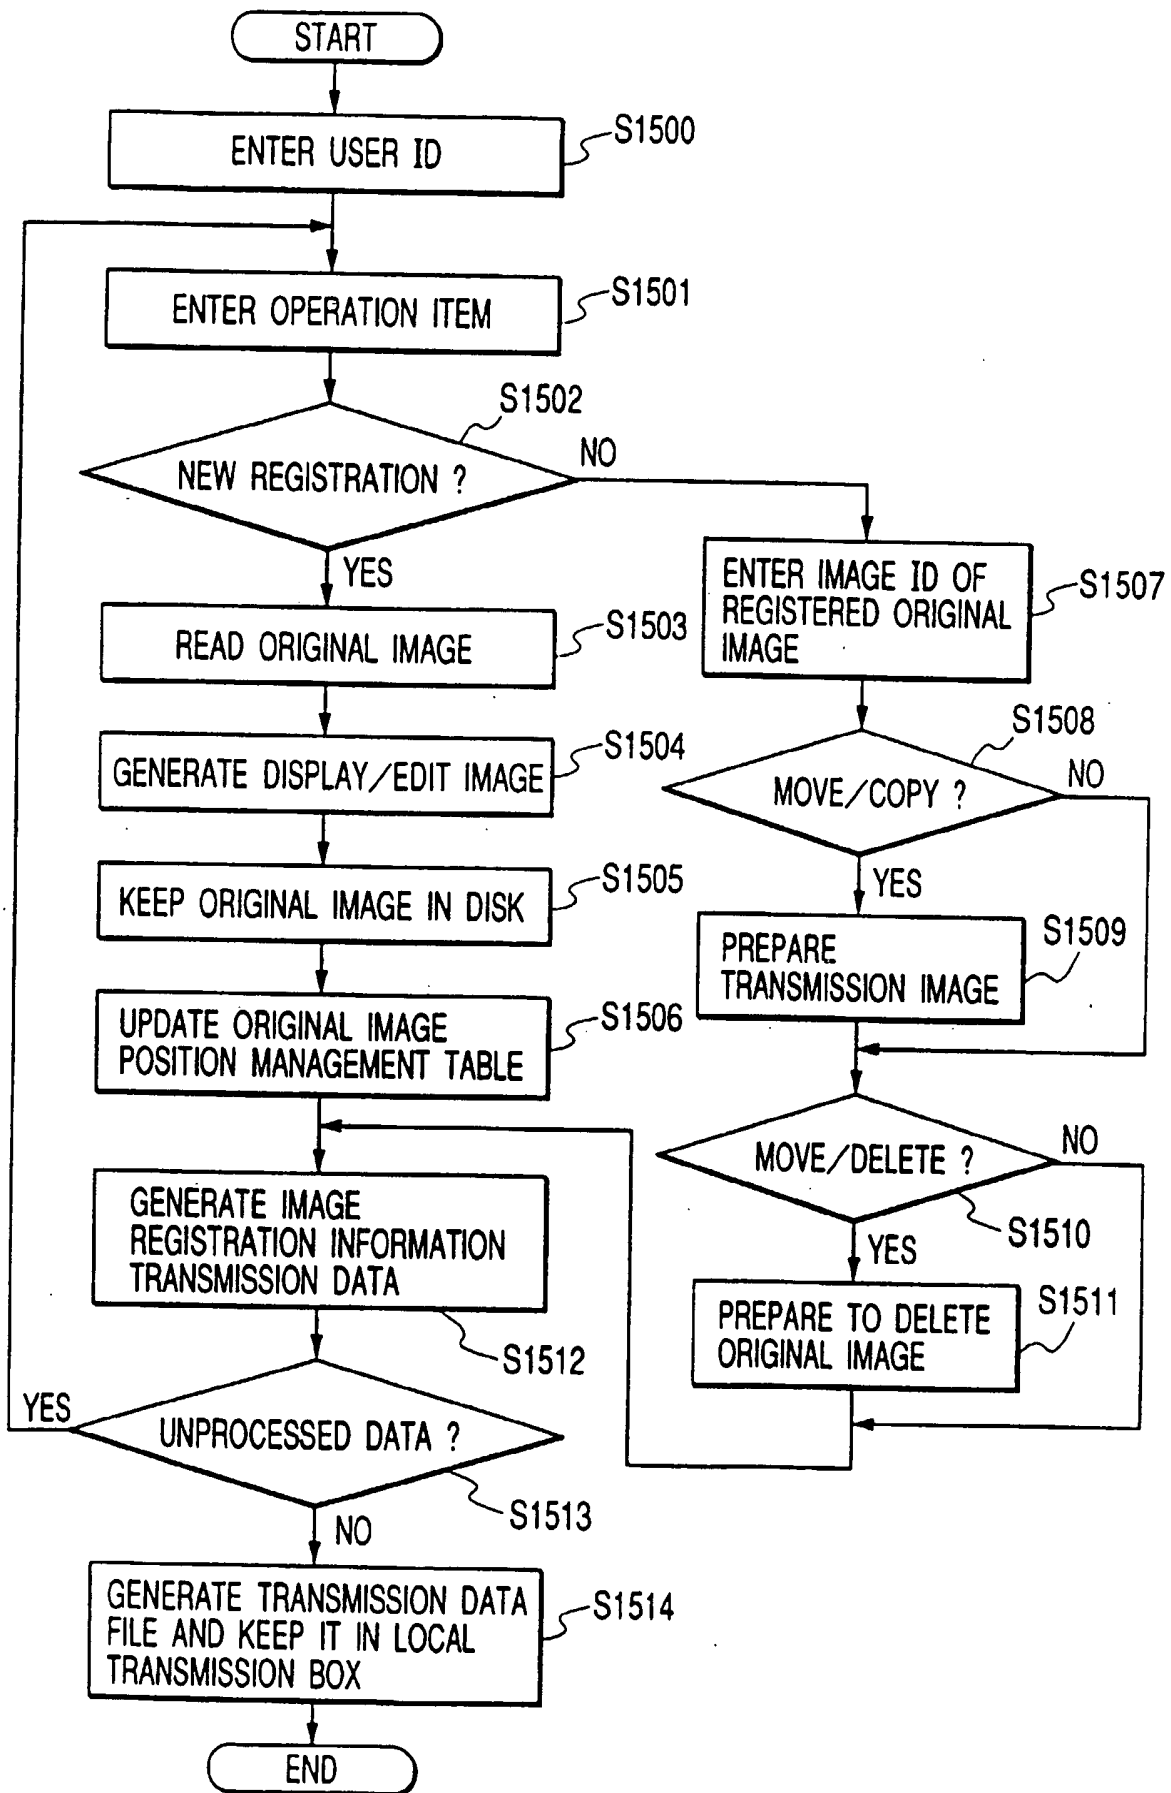 START
ENTER USER ID
S1500
ENTER OPERATION ITEM
S1501
S1502
NEW REGISTRATION ?
NO
YES
READ ORIGINAL IMAGE
S1503
GENERATE DISPLAY/EDIT IMAGE
S1504
KEEP ORIGINAL IMAGE IN DISK
S1505
UPDATE ORIGINAL IMAGE
POSITION MANAGEMENT TABLE
S1506
ENTER IMAGE ID OF
REGISTERED ORIGINAL
IMAGE
S1507
S1508
MOVE/COPY ?
NO
YES
PREPARE
TRANSMISSION IMAGE
S1509
MOVE/DELETE ?
NO
S1510
YES
PREPARE TO DELETE
ORIGINAL IMAGE
S1511
GENERATE IMAGE
REGISTRATION INFORMATION
TRANSMISSION DATA
S1512
YES
UNPROCESSED DATA ?
S1513
NO
GENERATE TRANSMISSION DATA
FILE AND KEEP IT IN LOCAL
TRANSMISSION BOX
S1514
END